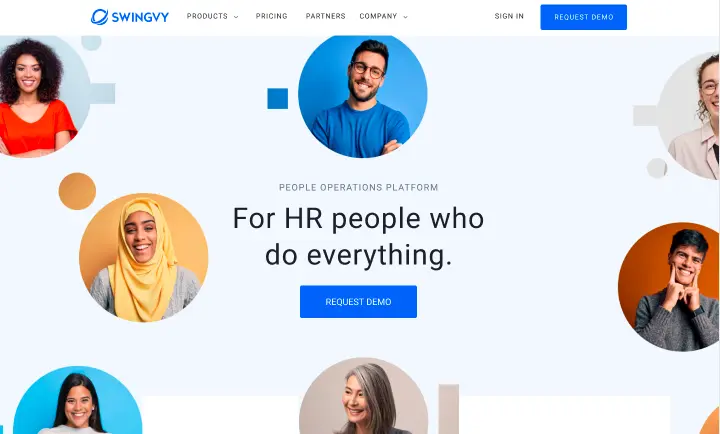 SWINGVY
PRODUCTS
PRICING
PARTNERS
COMPANY
SIGN IN
REQUEST DEMO
PEOPLE OPERATIONS PLATFORM
For HR people who
do everything.
REQUEST DEMO